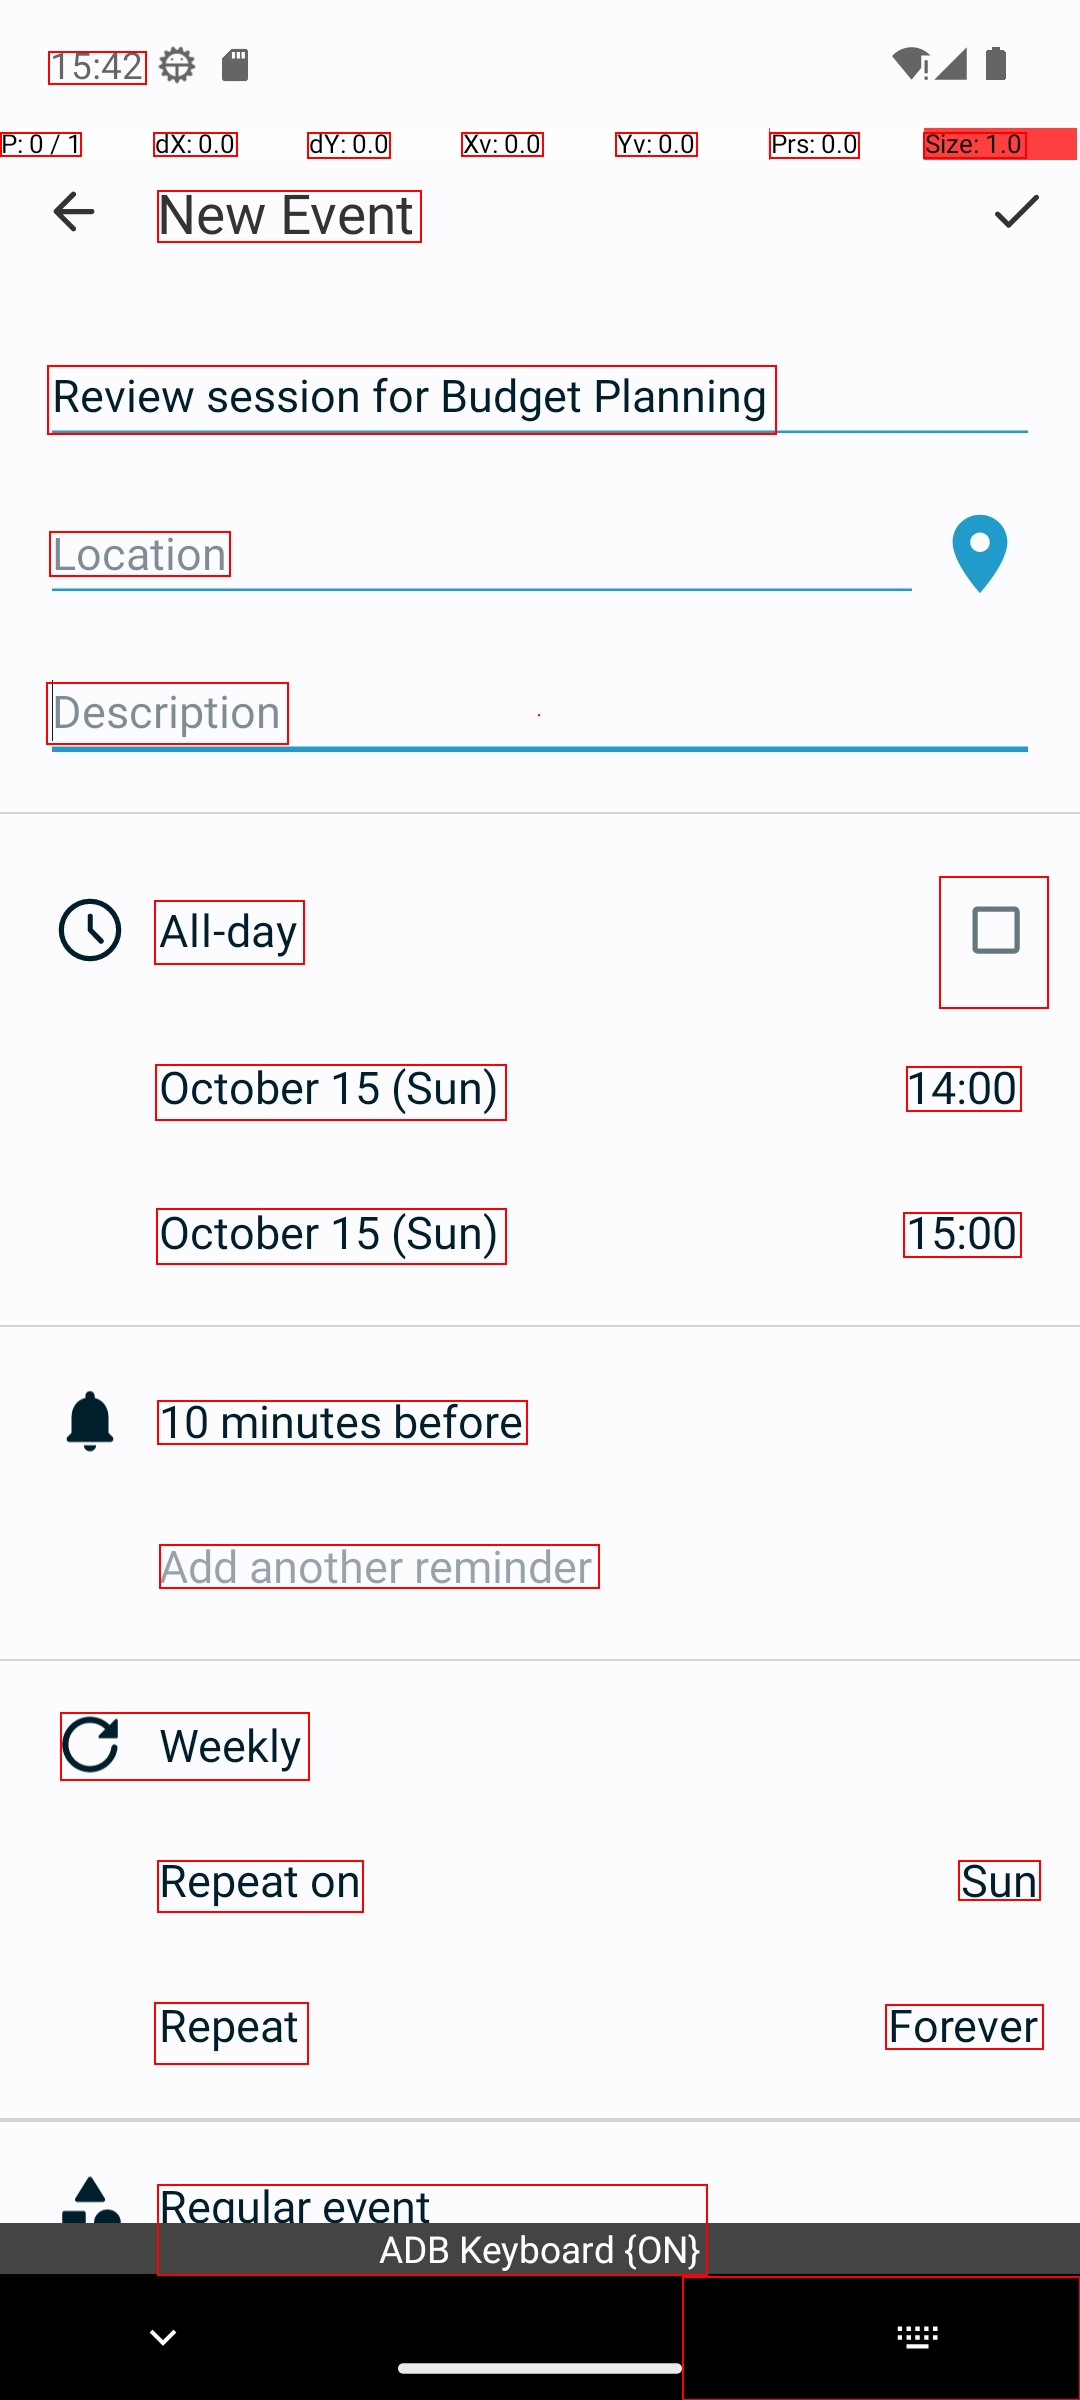 15:42
P: 0 / 1 dX: 0.0 dY: 0.0 Xv: 0.0 Yv: 0.0 Prs: 0.0 Size: 1.0
New Event
Review session for Budget Planning
Location
Description
All-day
October 15 (Sun) 14:00
October 15 (Sun) 15:00
10 minutes before
Add another reminder
Weekly
Repeat on Sun
Repeat Forever
Regular event
ADB Keyboard {ON}